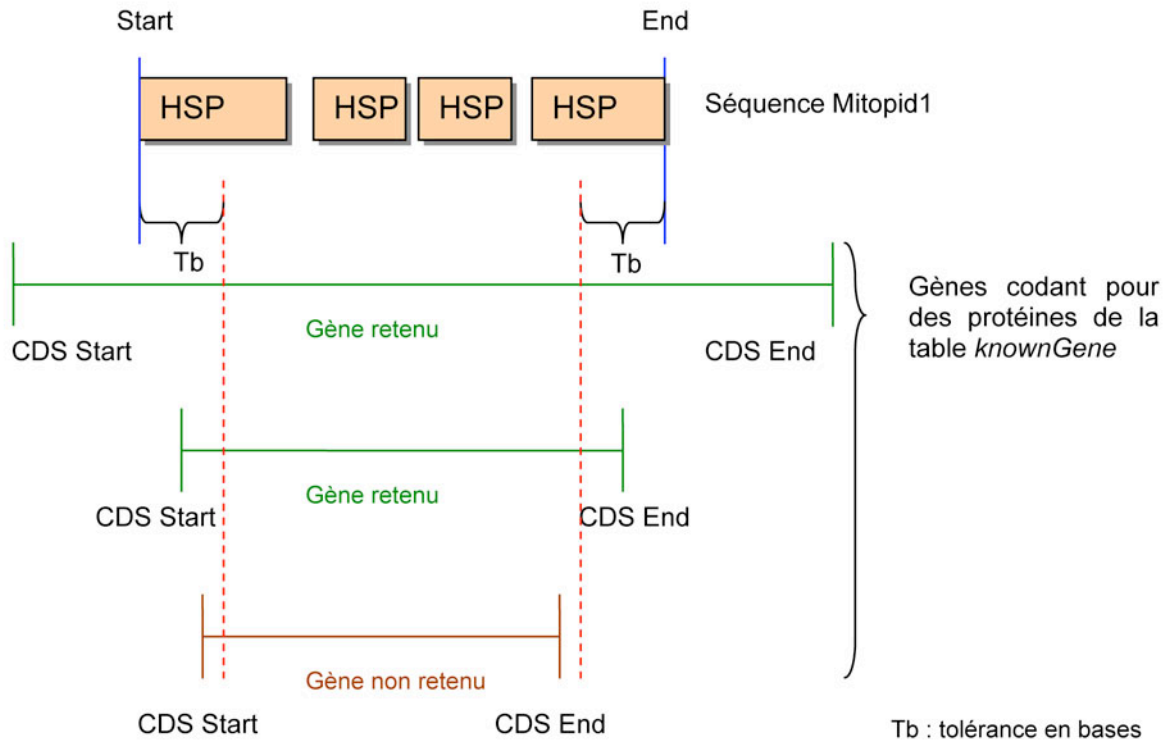 Start
End
HSP
HSP
HSP
HSP
Séquence Mitopid1
Tb
Tb
Gène retenu
CDS Start
CDS End
Gènes codant pour
des protéines de la
table knownGene
Gène retenu
CDS Start
CDS End
Gène non retenu
CDS Start
CDS End
Tb : tolérance en bases